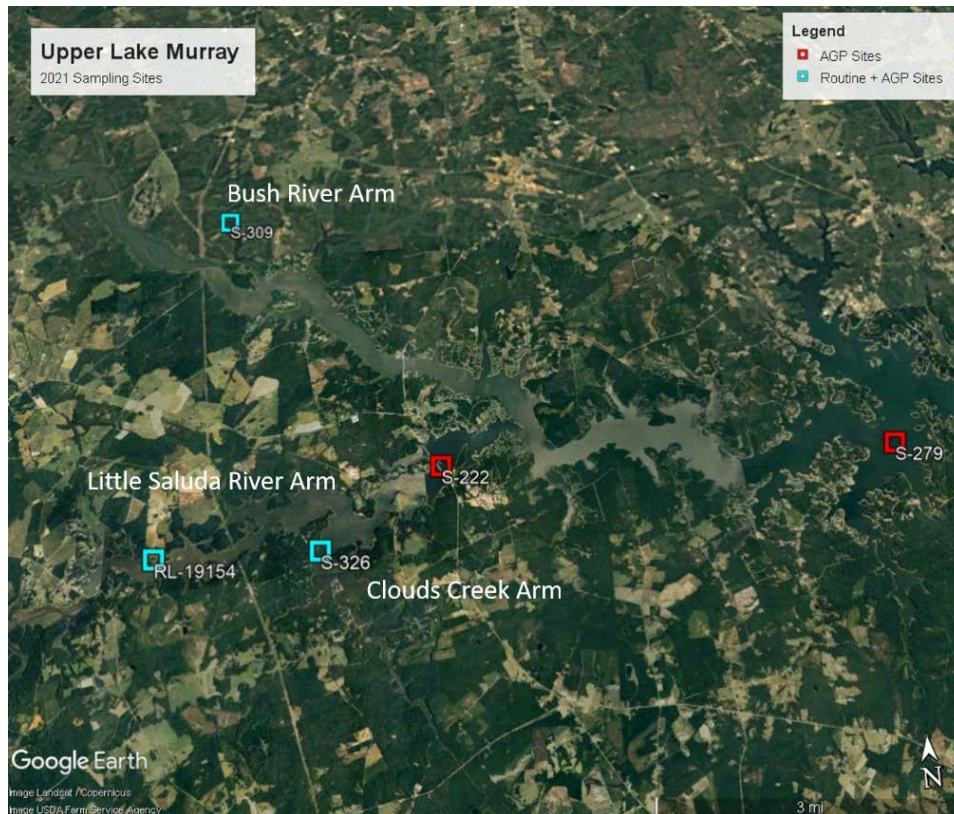 Upper Lake Murray
2021 Sampling Sites
Legend
AGP Sites
Routine + AGP Sites
Bush River Arm
S-309
S-279
S-222
Little Saluda River Arm
RL-19154
S-326
Clouds Creek Arm
Google Earth
Image Landsat / Copernicus
Image USDA Farm Service Agency
N
3 mi